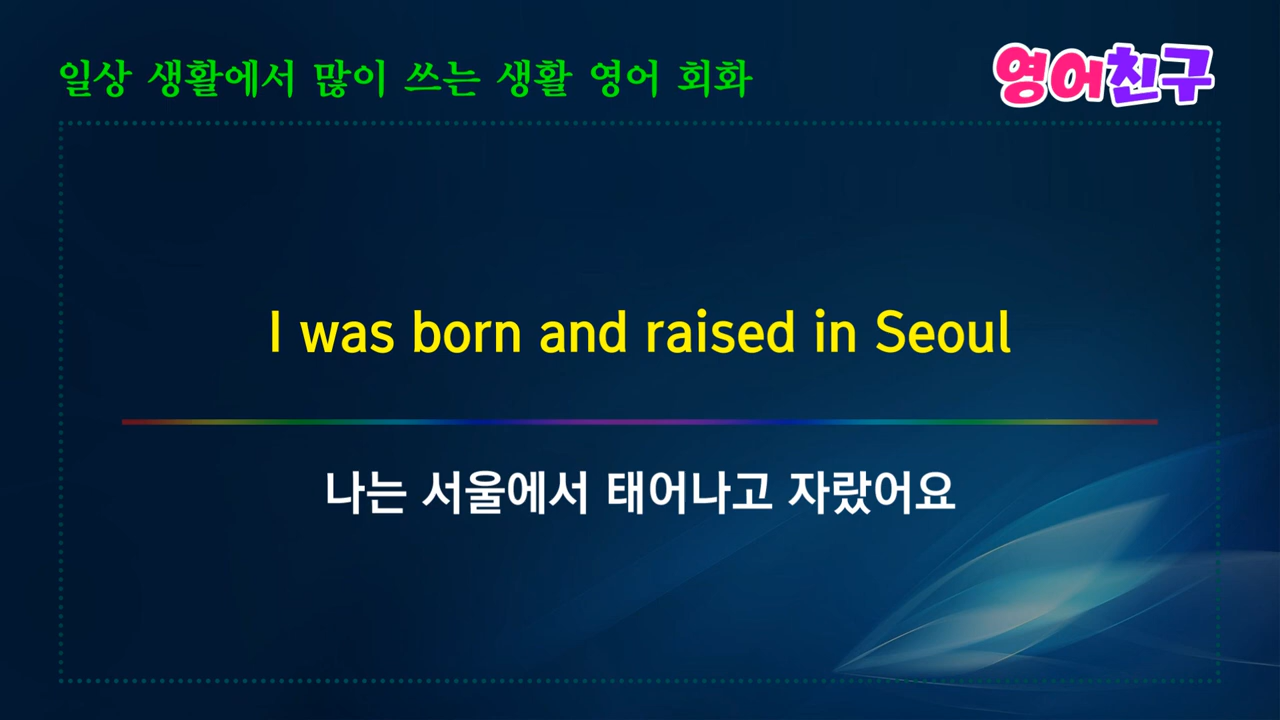 일상 생활에서 많이 쓰는 생활 영어 회화
영어친구
I was born and raised in Seoul
나는 서울에서 태어나고 자랐어요